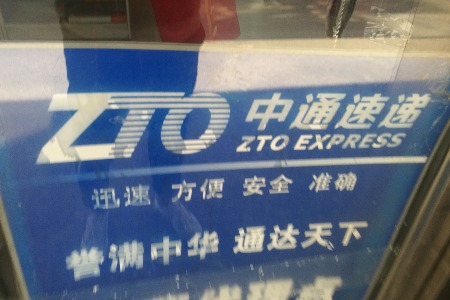 ZTO 中通速递
ZTO EXPRESS
迅速 方便 安全 准确
誉满中华 通达天下